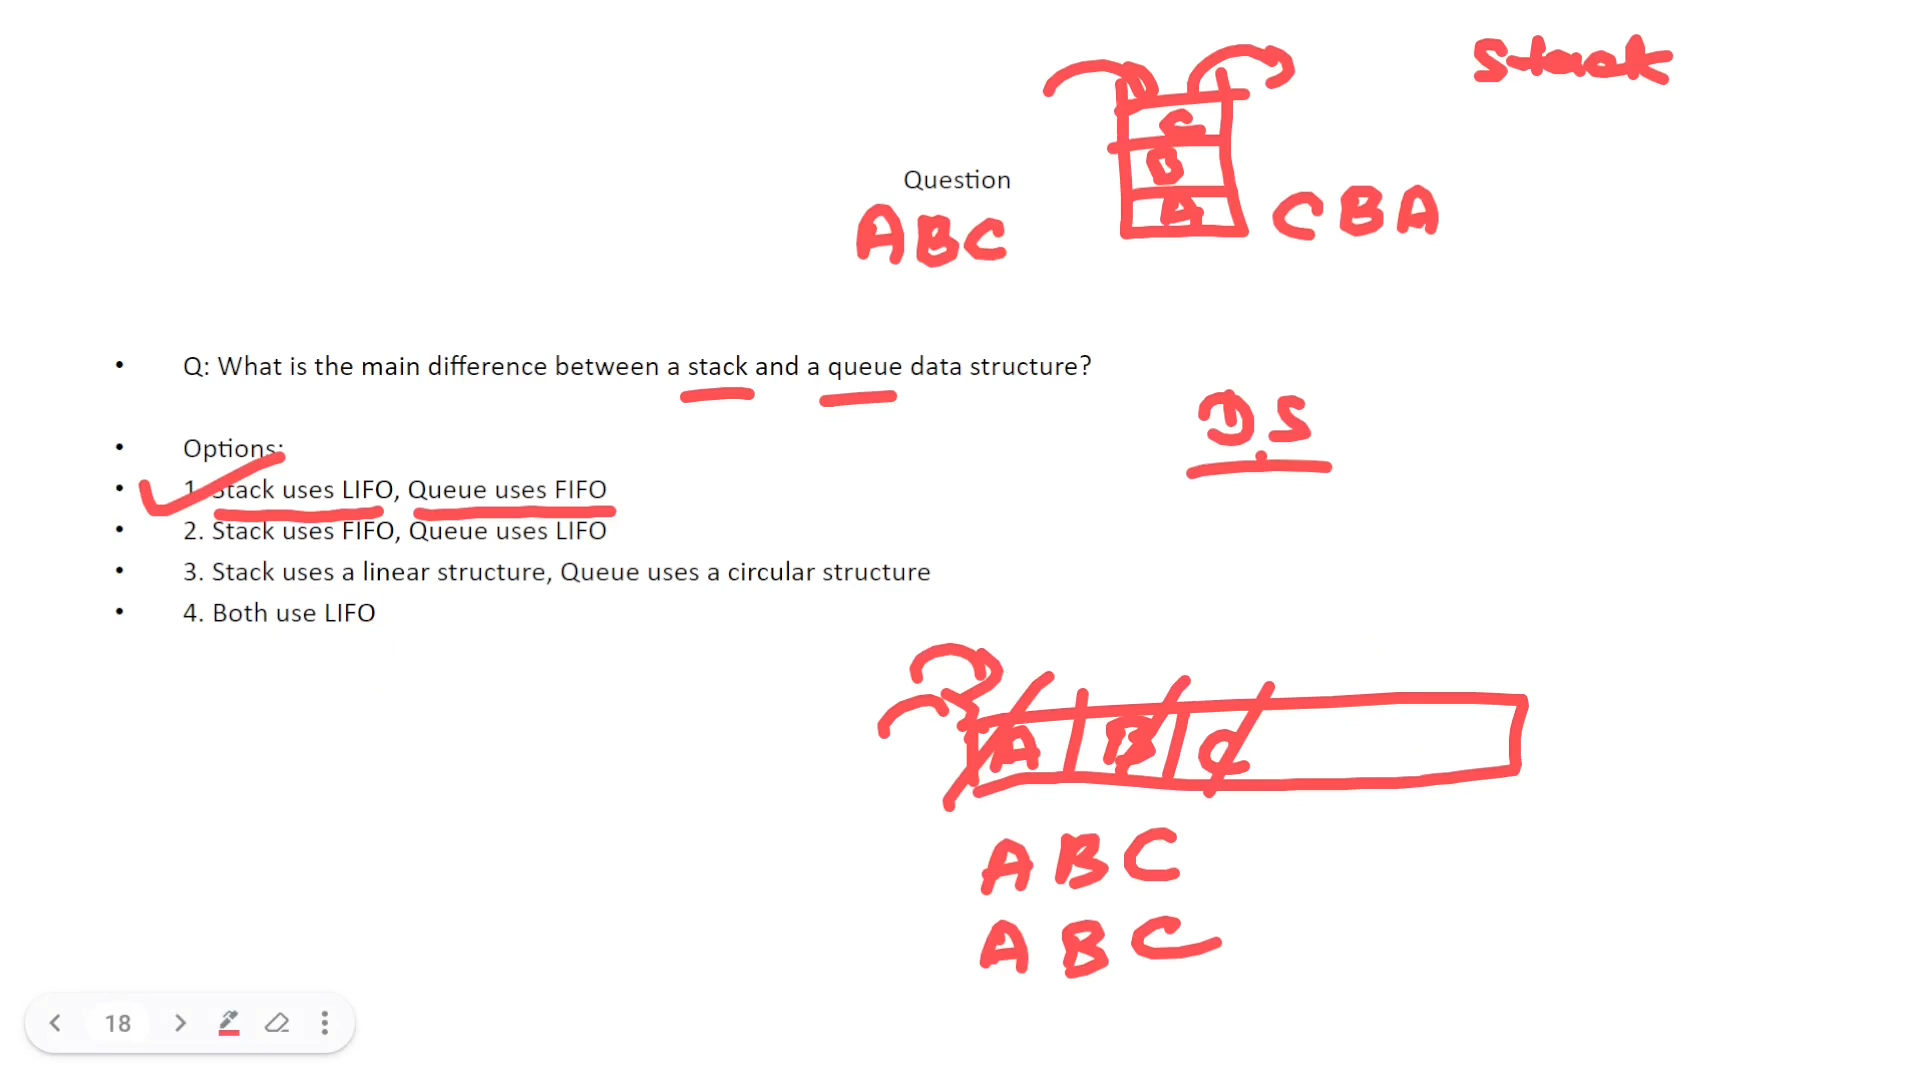 Stack
C
B
A
Question
ABC
CBA
• Q: What is the main difference between a stack and a queue data structure?
DS
• Options:
• 1. Stack uses LIFO, Queue uses FIFO
• 2. Stack uses FIFO, Queue uses LIFO
• 3. Stack uses a linear structure, Queue uses a circular structure
• 4. Both use LIFO
A B C
A B C
A B C
18